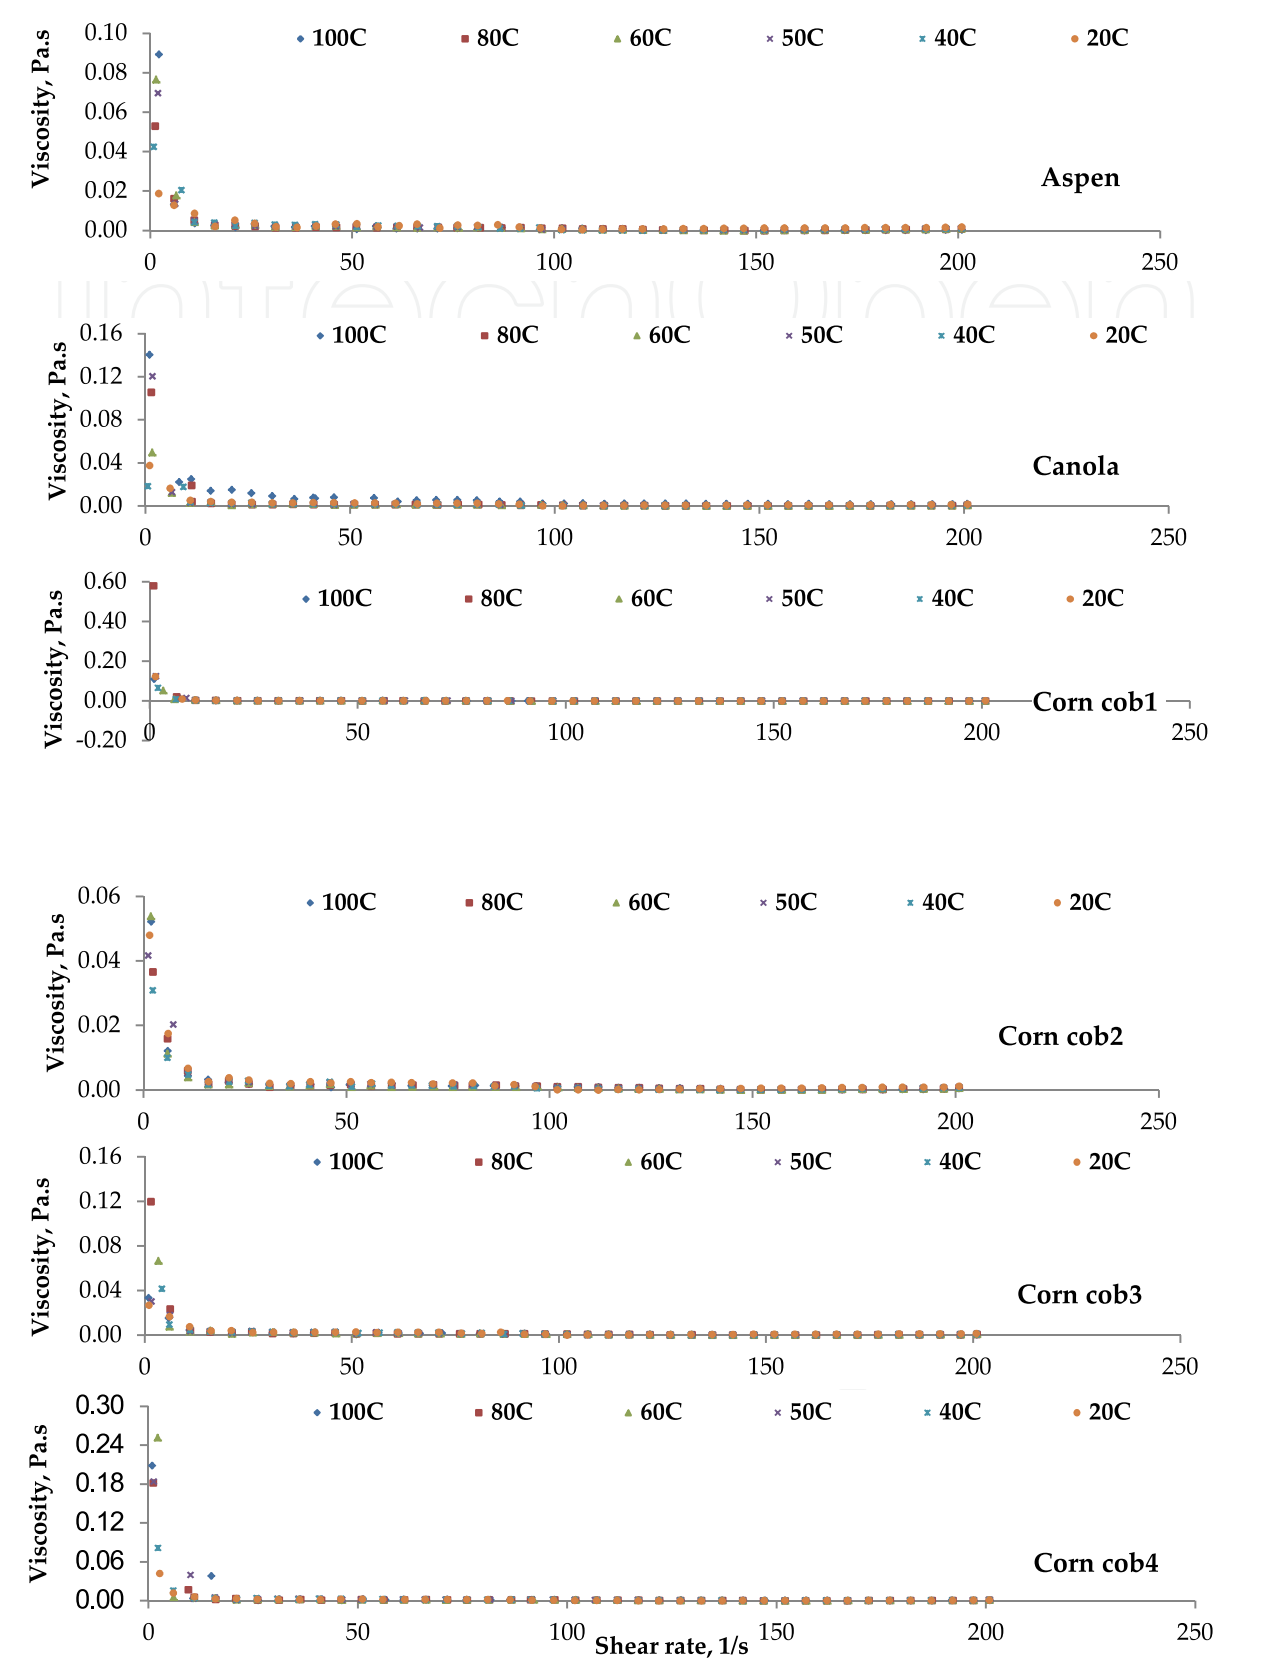 Viscosity, Pa.s
0.10
0.08
0.06
0.04
0.02
0.00
100C 80C 60C 50C 40C 20C
Aspen
0 50 100 150 200 250
Viscosity, Pa.s
0.16
0.12
0.08
0.04
0.00
100C 80C 60C 50C 40C 20C
Canola
0 50 100 150 200 250
Viscosity, Pa.s
0.60
0.40
0.20
0.00
-0.20
100C 80C 60C 50C 40C 20C
Corn cob1
0 50 100 150 200 250
Viscosity, Pa.s
0.06
0.04
0.02
0.00
100C 80C 60C 50C 40C 20C
Corn cob2
0 50 100 150 200 250
Viscosity, Pa.s
0.16
0.12
0.08
0.04
0.00
100C 80C 60C 50C 40C 20C
Corn cob3
0 50 100 150 200 250
Viscosity, Pa.s
0.30
0.24
0.18
0.12
0.06
0.00
100C 80C 60C 50C 40C 20C
Corn cob4
0 50 100 150 200 250
Shear rate, 1/s